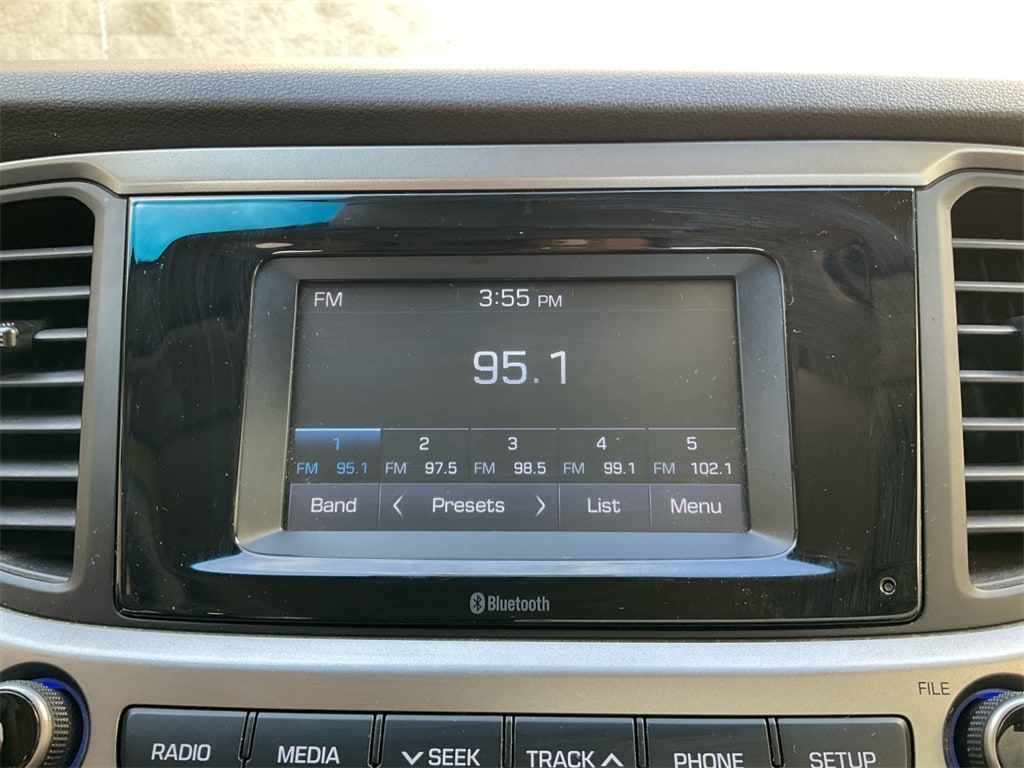 FM 3:55 PM
95.1
1 2 3 4 5
FM 95.1 FM 97.5 FM 98.5 FM 99.1 FM 102.1
Band < Presets > List Menu
Bluetooth
FILE
RADIO MEDIA SEEK TRACK PHONE SETUP